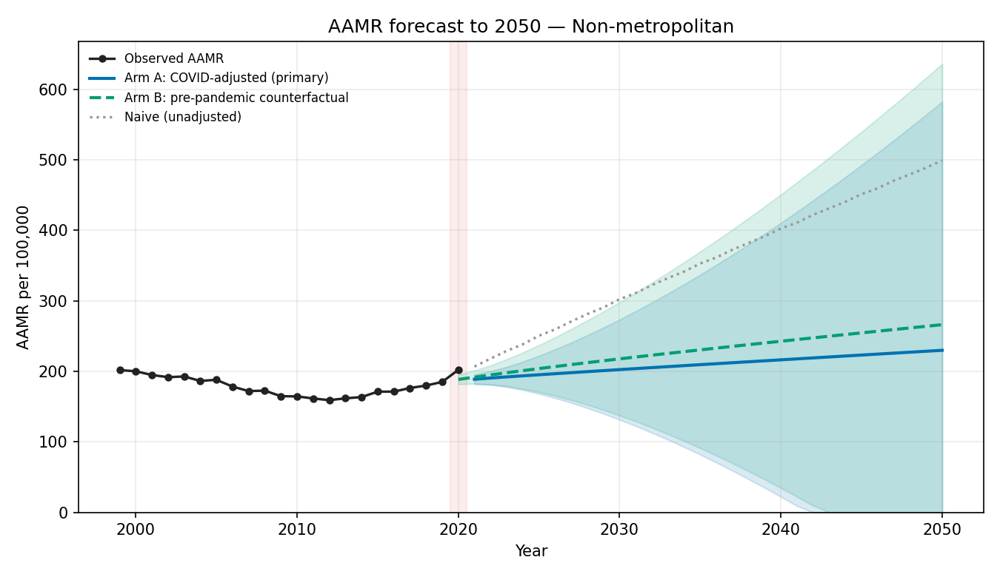 AAMR forecast to 2050 — Non-metropolitan
Observed AAMR
Arm A: COVID-adjusted (primary)
Arm B: pre-pandemic counterfactual
Naive (unadjusted)
AAMR per 100,000
600
500
400
300
200
100
0
2000 2010 2020 2030 2040 2050
Year